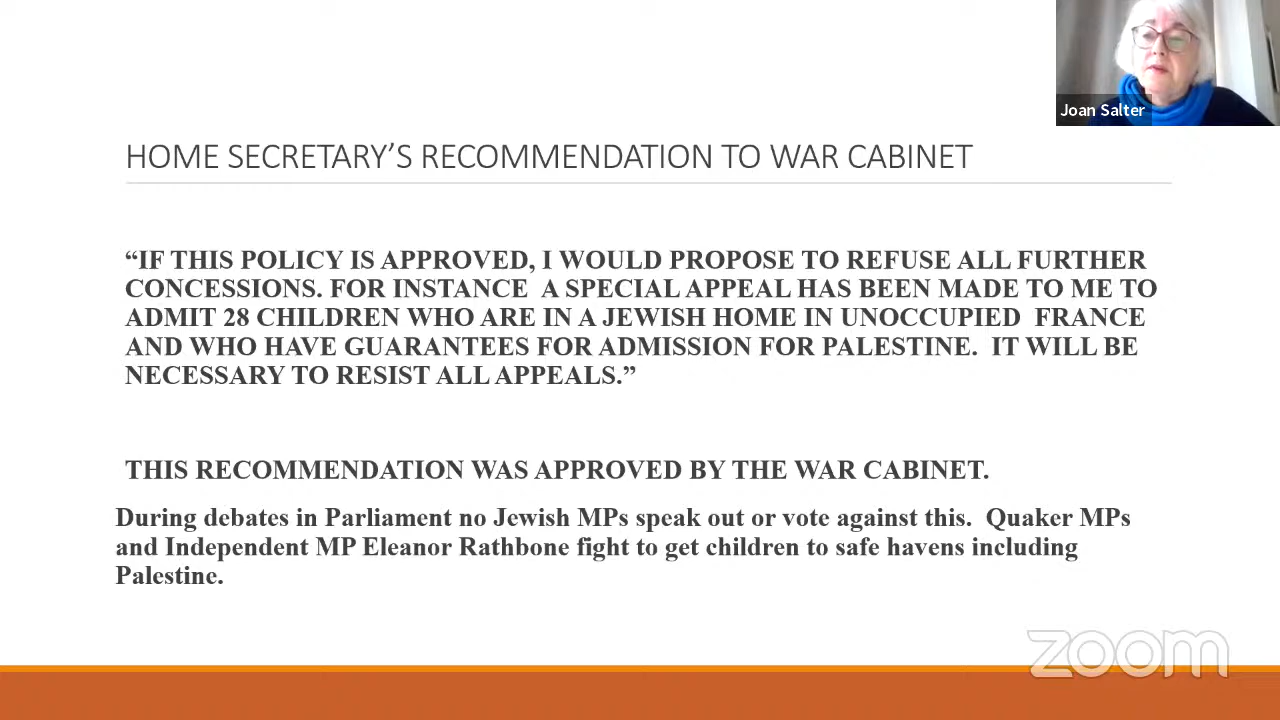 Joan Salter
HOME SECRETARY’S RECOMMENDATION TO WAR CABINET
“IF THIS POLICY IS APPROVED, I WOULD PROPOSE TO REFUSE ALL FURTHER
CONCESSIONS. FOR INSTANCE  A SPECIAL APPEAL HAS BEEN MADE TO ME TO
ADMIT 28 CHILDREN WHO ARE IN A JEWISH HOME IN UNOCCUPIED  FRANCE
AND WHO HAVE GUARANTEES FOR ADMISSION FOR PALESTINE.  IT WILL BE
NECESSARY TO RESIST ALL APPEALS.”
THIS RECOMMENDATION WAS APPROVED BY THE WAR CABINET.
During debates in Parliament no Jewish MPs speak out or vote against this.  Quaker MPs
and Independent MP Eleanor Rathbone fight to get children to safe havens including
Palestine.
zoom